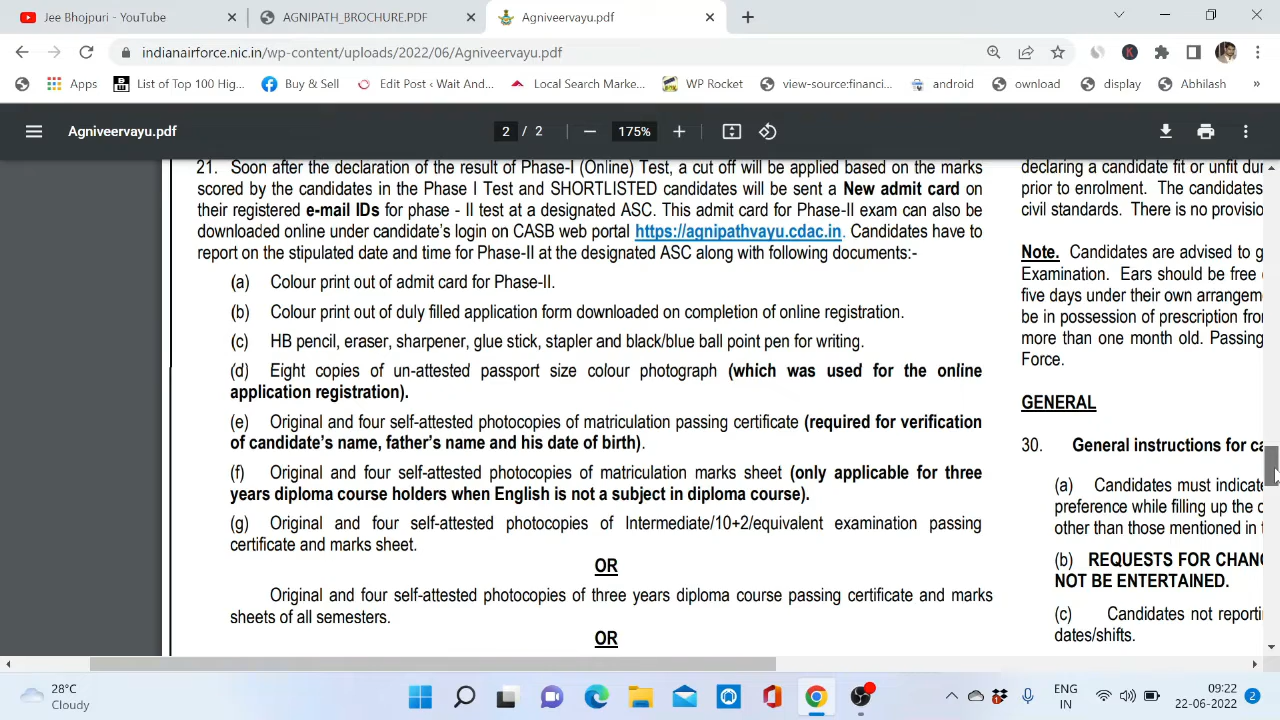 Jee Bhojpuri - YouTube
AGNIPATH_BROCHURE.PDF
Agniveervayu.pdf
indianairforce.nic.in/wp-content/uploads/2022/06/Agniveervayu.pdf
Apps
List of Top 100 Hig...
Buy & Sell
Edit Post ‹ Wait And...
Local Search Marke...
WP Rocket
view-source:financi...
android
ownload
display
Abhilash
»
Agniveervayu.pdf
2 / 2
175%
21. Soon after the declaration of the result of Phase-I (Online) Test, a cut off will be applied based on the marks
scored by the candidates in the Phase I Test and SHORTLISTED candidates will be sent a New admit card on
their registered e-mail IDs for phase - II test at a designated ASC. This admit card for Phase-II exam can also be
downloaded online under candidate's login on CASB web portal https://agnipathvayu.cdac.in. Candidates have to
report on the stipulated date and time for Phase-II at the designated ASC along with following documents:-
(a) Colour print out of admit card for Phase-II.
(b) Colour print out of duly filled application form downloaded on completion of online registration.
(c) HB pencil, eraser, sharpener, glue stick, stapler and black/blue ball point pen for writing.
(d) Eight copies of un-attested passport size colour photograph (which was used for the online
application registration).
(e) Original and four self-attested photocopies of matriculation passing certificate (required for verification
of candidate's name, father's name and his date of birth).
(f) Original and four self-attested photocopies of matriculation marks sheet (only applicable for three
years diploma course holders when English is not a subject in diploma course).
(g) Original and four self-attested photocopies of Intermediate/10+2/equivalent examination passing
certificate and marks sheet.
OR
Original and four self-attested photocopies of three years diploma course passing certificate and marks
sheets of all semesters.
OR
declaring a candidate fit or unfit du
prior to enrolment. The candidates
civil standards. There is no provisio
Note. Candidates are advised to g
Examination. Ears should be free
five days under their own arrangem
be in possession of prescription fro
more than one month old. Passing
Force.
GENERAL
30. General instructions for ca
(a) Candidates must indicate
preference while filling up the
other than those mentioned in
(b) REQUESTS FOR CHAN
NOT BE ENTERTAINED.
(c) Candidates not reporti
dates/shifts.
28°C
Cloudy
ENG
IN
09:22
22-06-2022
2